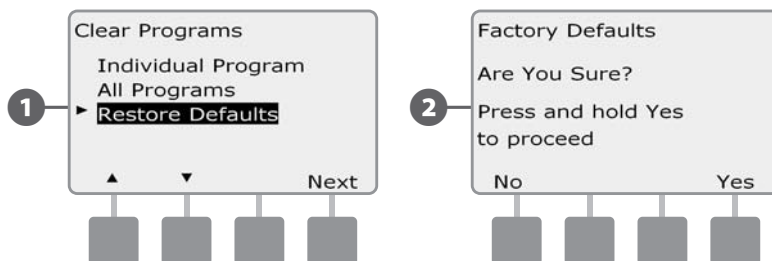 Clear Programs
Individual Program
All Programs
1
► Restore Defaults
▲ ▼ Next
Factory Defaults
Are You Sure?
2
Press and hold Yes
to proceed
No Yes